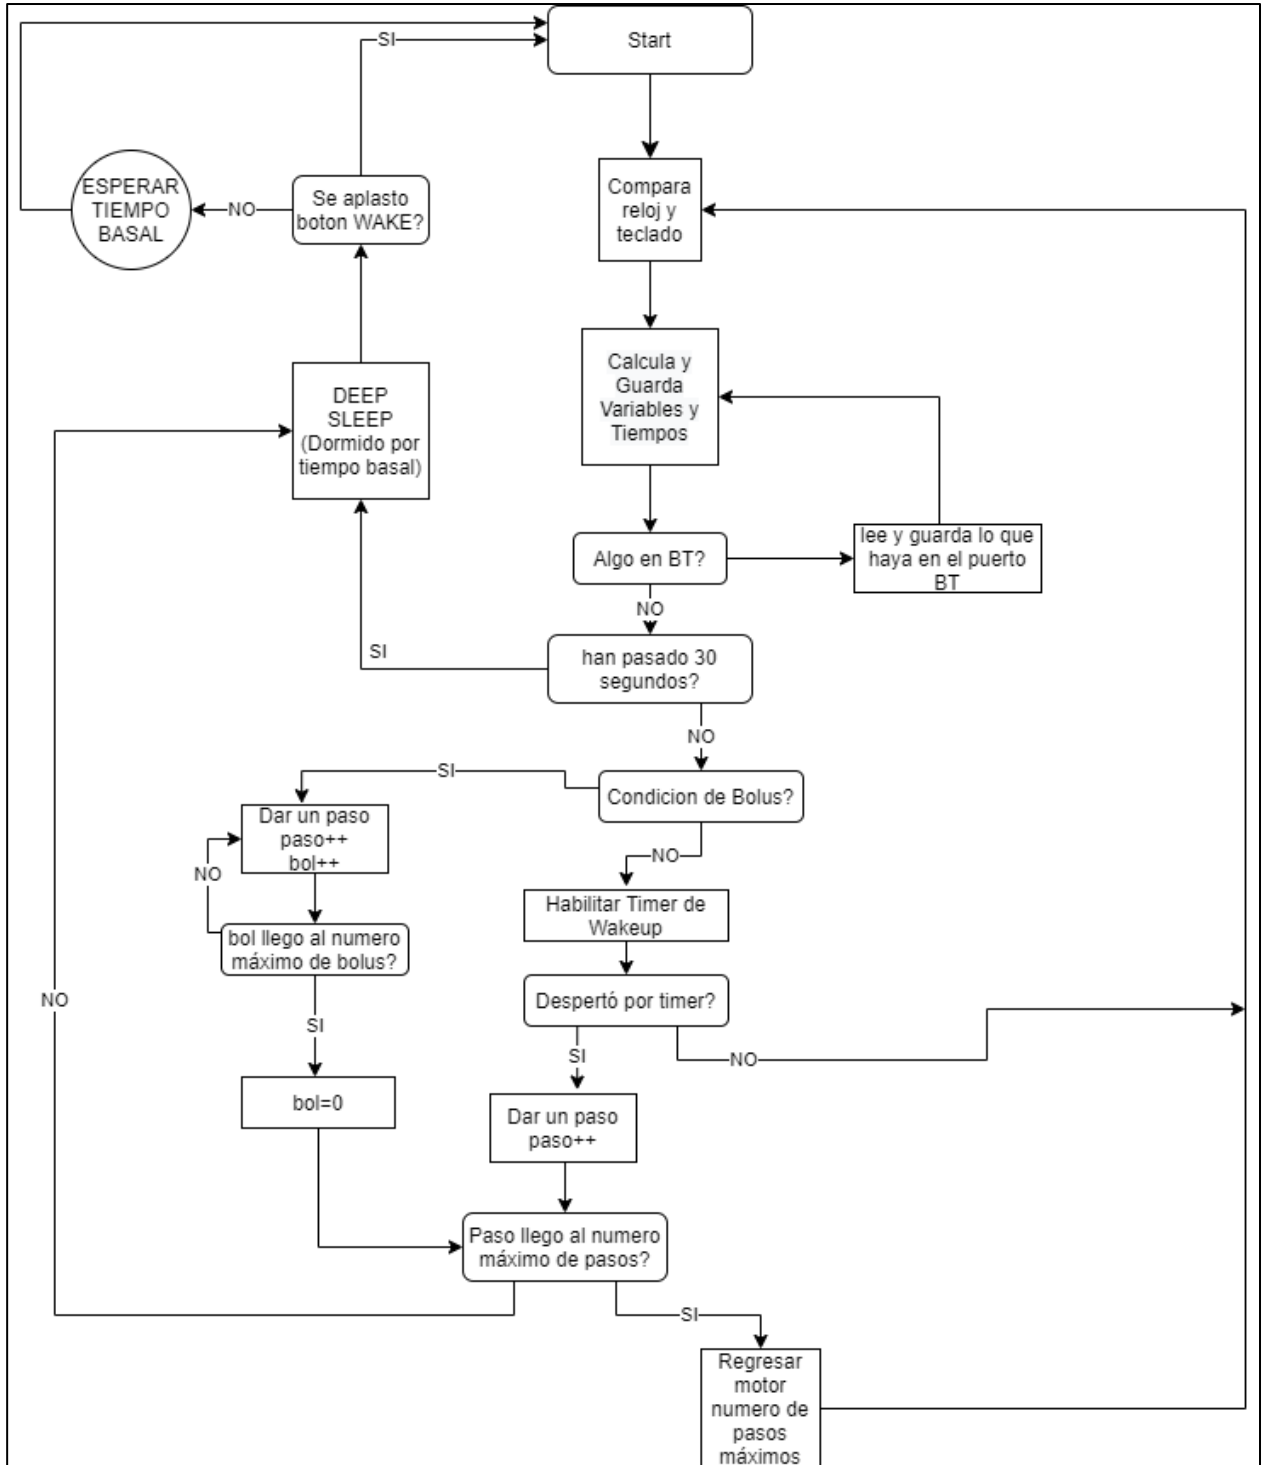 Start
SI
ESPERAR
TIEMPO
BASAL
NO
Se aplasto
boton WAKE?
Compara
reloj y
teclado
Calcula y
Guarda
Variables y
Tiempos
DEEP
SLEEP
(Dormido por
tiempo basal)
Algo en BT?
lee y guarda lo que
haya en el puerto
BT
NO
han pasado 30
segundos?
SI
NO
Condicion de Bolus?
SI
Dar un paso
paso++
bol++
NO
NO
Habilitar Timer de
Wakeup
bol llego al numero
máximo de bolus?
Despertó por timer?
NO
SI
SI
NO
bol=0
Dar un paso
paso++
Paso llego al numero
máximo de pasos?
SI
Regresar
motor
numero de
pasos
máximos